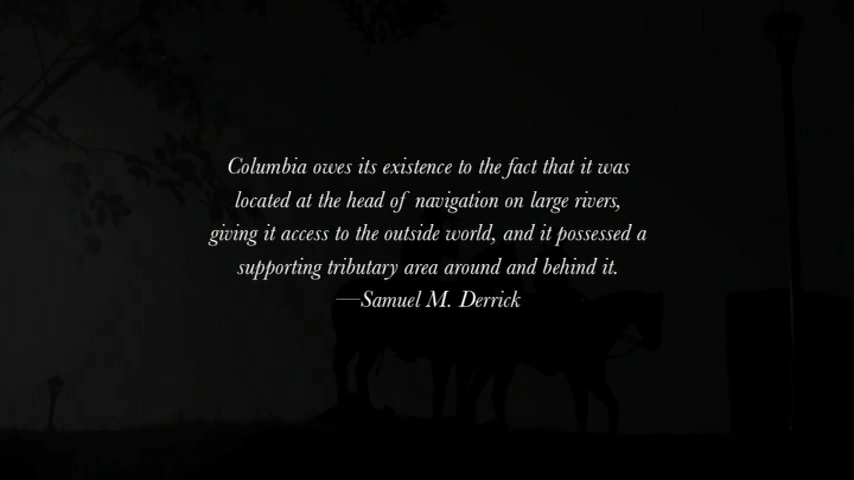 Columbia owes its existence to the fact that it was
located at the head of navigation on large rivers,
giving it access to the outside world, and it possessed a
supporting tributary area around and behind it.
—Samuel M. Derrick